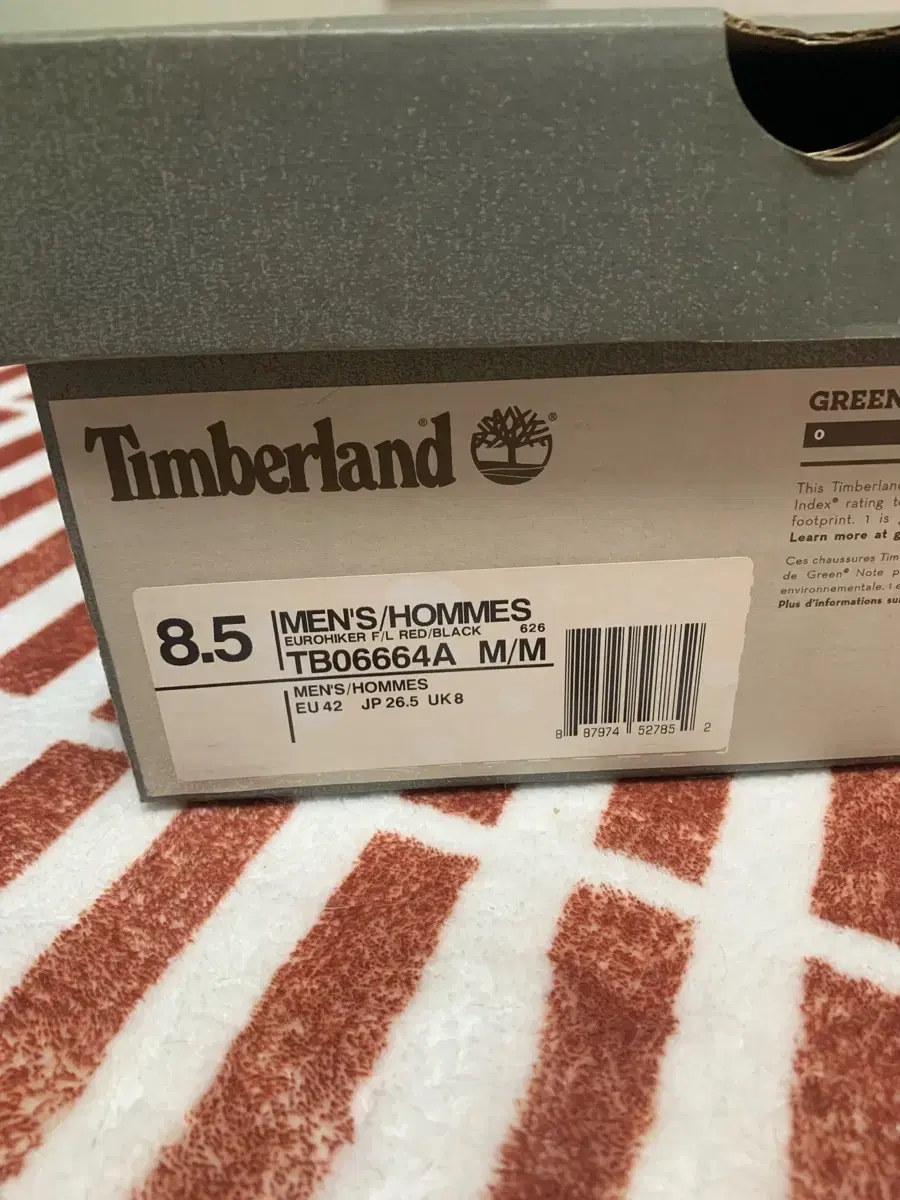 Timberland®
®
GREEN
0
This Timberlan
Index® rating
footprint. 1 is
Learn more at
Ces chaussures Tim
de Green® Note
environnementale.
Plus d'informations su
8.5
MEN'S/HOMMES
EUROHIKER F/L RED/BLACK 626
TB06664A M/M
MEN'S/HOMMES
EU 42 JP 26.5 UK 8
8 87974 52785 2